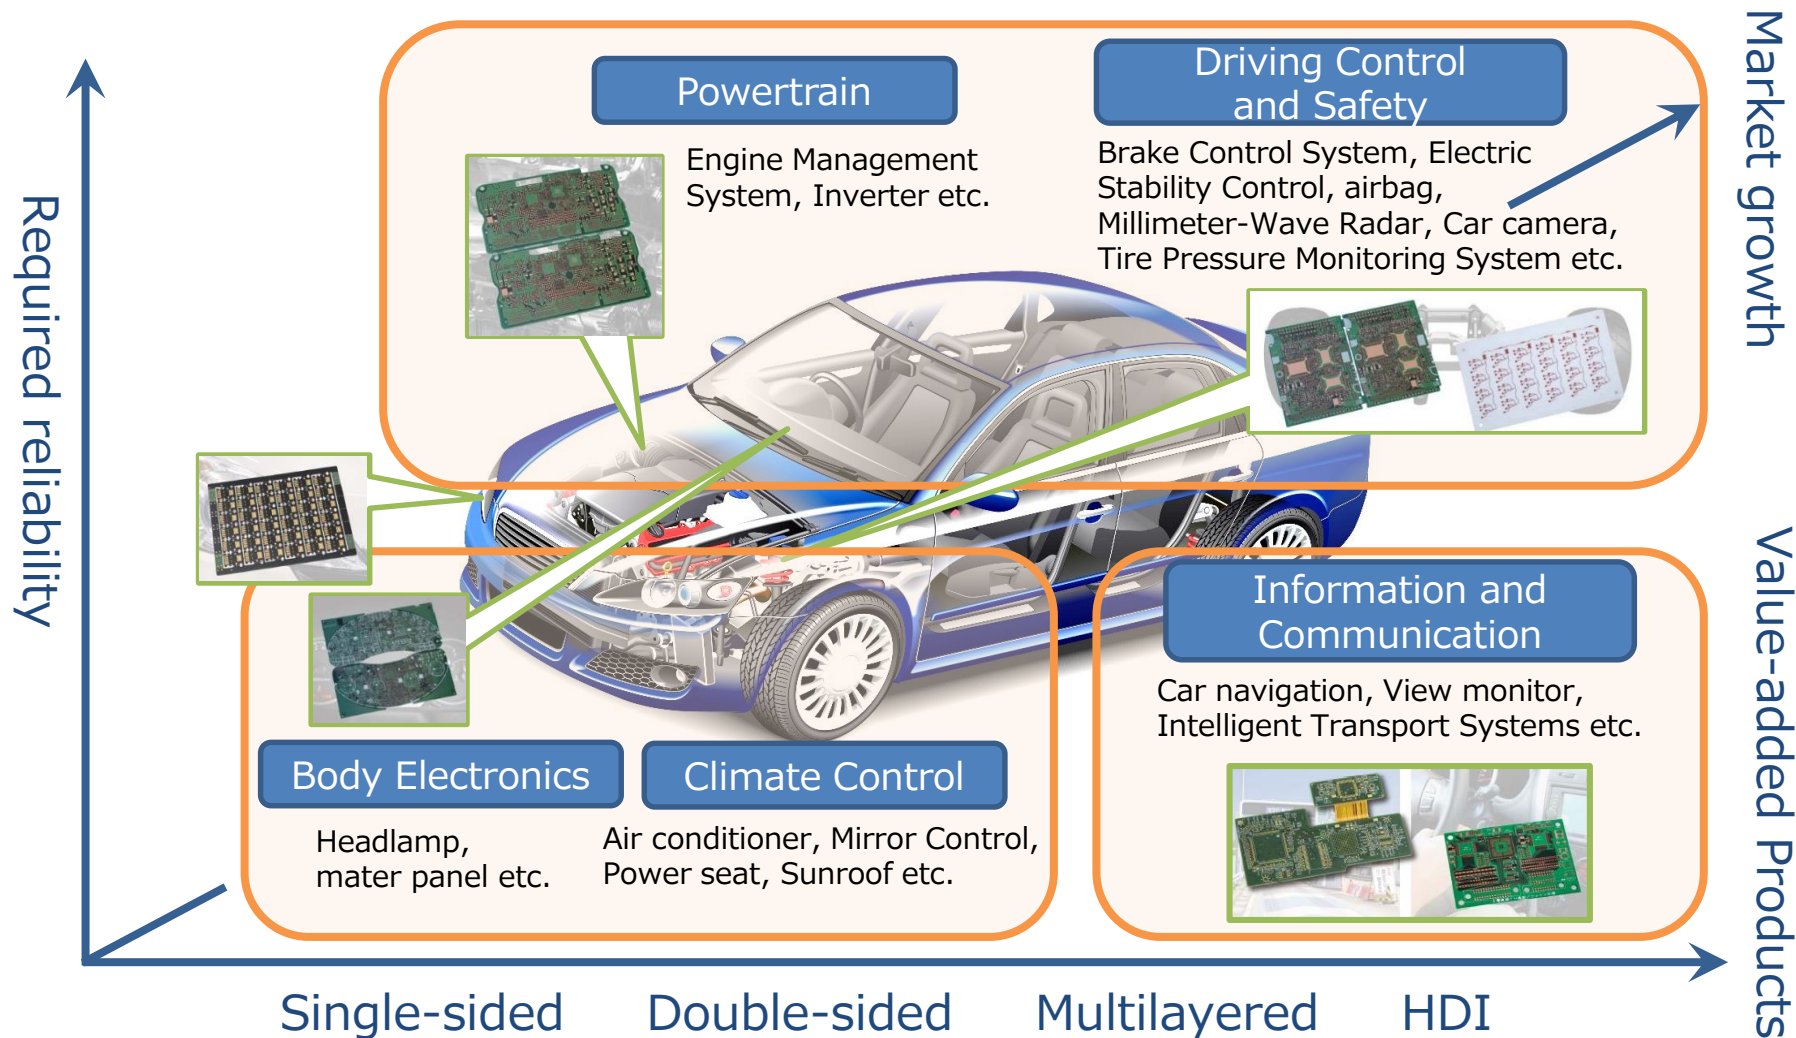 Powertrain
Engine Management
System, Inverter etc.
Driving Control
and Safety
Brake Control System, Electric
Stability Control, airbag,
Millimeter-Wave Radar, Car camera,
Tire Pressure Monitoring System etc.
Market growth
Required reliability
Information and
Communication
Car navigation, View monitor,
Intelligent Transport Systems etc.
Body Electronics
Headlamp,
mater panel etc.
Climate Control
Air conditioner, Mirror Control,
Power seat, Sunroof etc.
Value-added Products
Single-sided
Double-sided
Multilayered
HDI